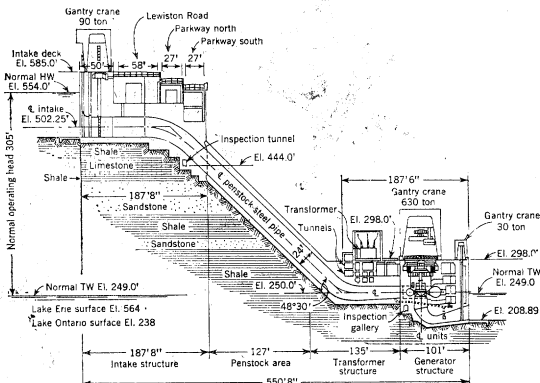 Gantry crane
90 ton
Lewiston Road
Parkway north
Parkway south
Intake deck
El. 585.0'
50'
58'
27'
27'
Normal HW
El. 554.0'
℄ intake
El. 502.25'
Inspection tunnel
El. 444.0'
Shale
Limestone
Shale
Normal operating head 305'
187'8"
Sandstone
Shale
Sandstone
Shale
℄ penstock-steel pipe
24'
187'6"
Gantry crane
630 ton
Gantry crane
30 ton
Transformer
El. 298.0'
Tunnels
El. 298.0'
Normal TW
El. 249.0
Normal TW El. 249.0'
El. 250.0'
48°30'
Lake Erie surface El. 564
Lake Ontario surface El. 238
Inspection
gallery
El. 208.89
℄ units
187'8"
Intake structure
127'
Penstock area
135'
Transformer
structure
101'
Generator
structure
550'8"